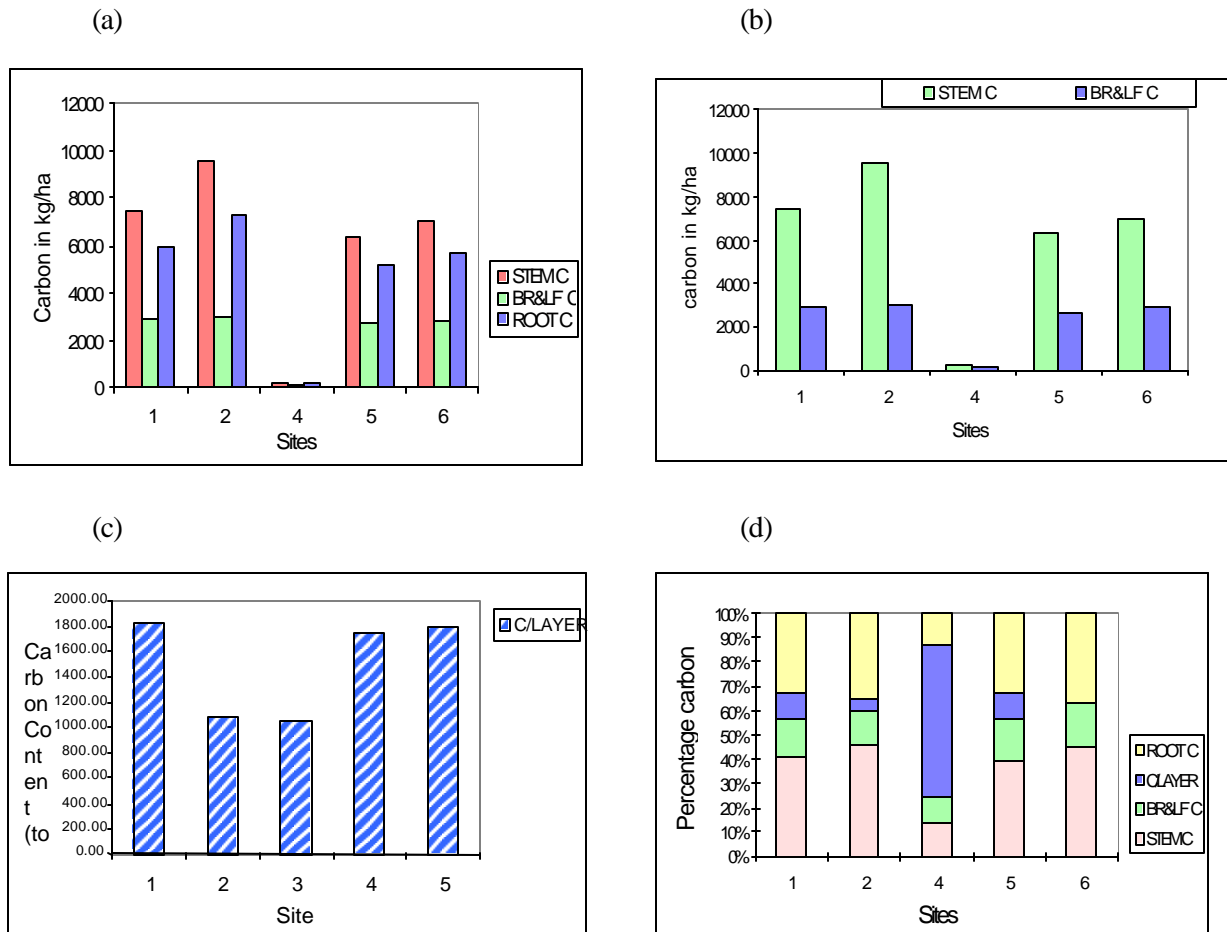 (a)
(b)
12000
10000
8000
6000
4000
2000
0
Carbon in kg/ha
1 2 4 5 6
Sites
STEM C
BR&LF C
ROOT C
STEM C BR&LF C
12000
10000
8000
6000
4000
2000
0
carbon in kg/ha
1 2 4 5 6
Sites
(c)
(d)
2000.00
1800.00
1600.00
1400.00
1200.00
1000.00
800.00
600.00
400.00
200.00
0.00
Ca
rb
on
Co
nt
ent
(to
1 2 3 4 5
Site
C/LAYER
100%
90%
80%
70%
60%
50%
40%
30%
20%
10%
0%
Percentage carbon
1 2 4 5 6
Sites
ROOT C
OLAYER
BR&LF C
STEMC